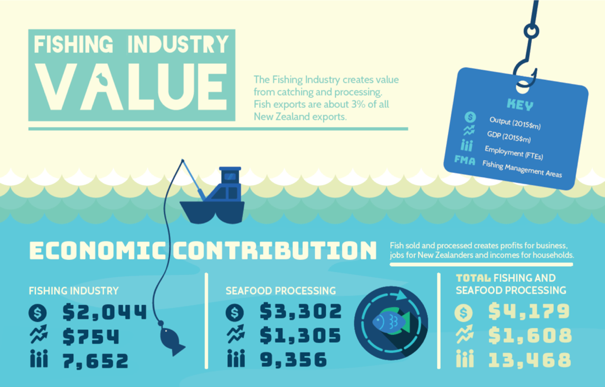 FISHING INDUSTRY
VALUE
The Fishing Industry creates value
from catching and processing.
Fish exports are about 3% of all
New Zealand exports.
KEY
Output (2015$m)
GDP (2015$m)
Employment (FTEs)
FMA Fishing Management Areas
ECONOMIC CONTRIBUTION
Fish sold and processed creates profits for business,
jobs for New Zealanders and incomes for households.
FISHING INDUSTRY
$2,044
$754
7,652
SEAFOOD PROCESSING
$3,302
$1,305
9,356
TOTAL FISHING AND
SEAFOOD PROCESSING
$4,179
$1,608
13,468